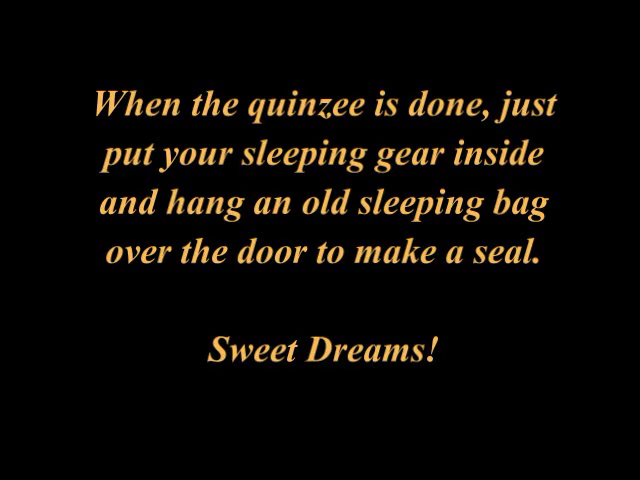 When the quinzee is done, just
put your sleeping gear inside
and hang an old sleeping bag
over the door to make a seal.
Sweet Dreams!